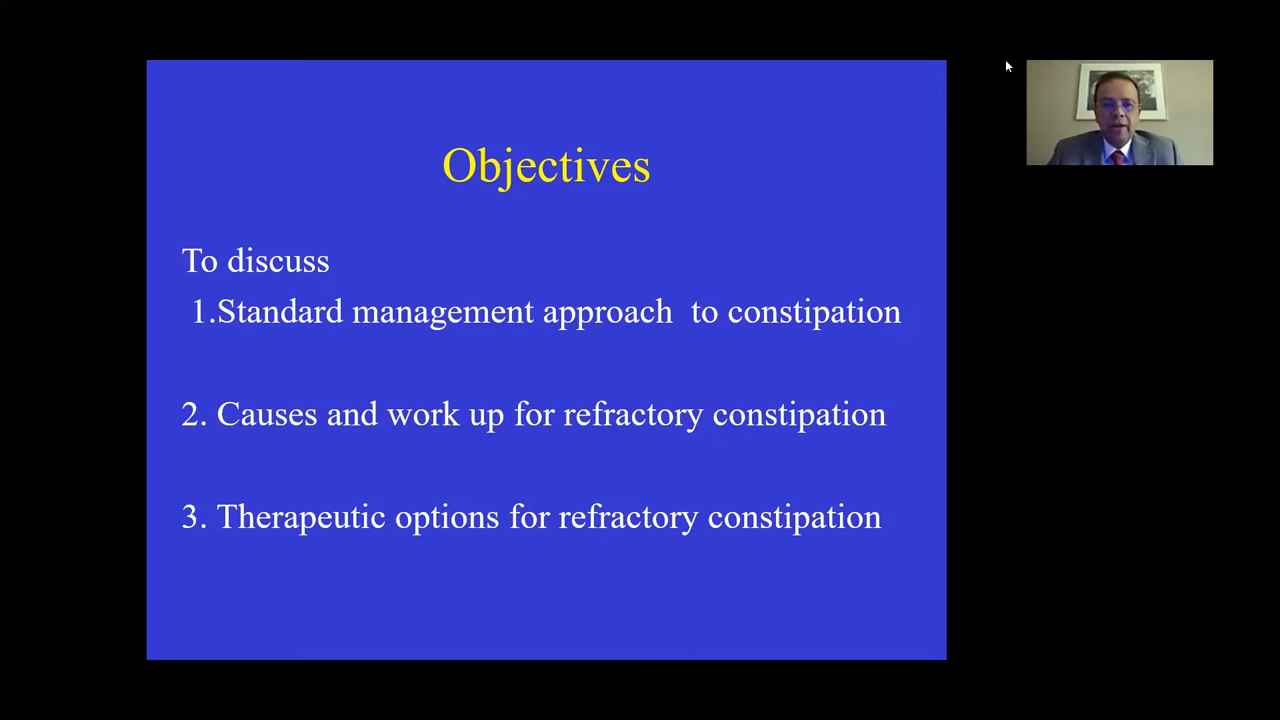 Objectives
To discuss
1.Standard management approach  to constipation
2. Causes and work up for refractory constipation
3. Therapeutic options for refractory constipation